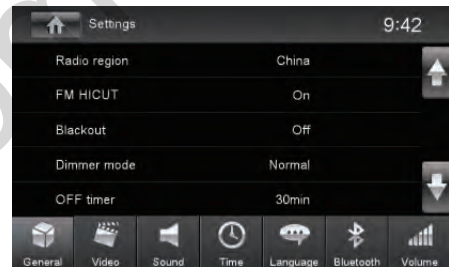 Settings 9:42
Radio region China
FM HICUT On
Blackout Off
Dimmer mode Normal
OFF timer 30min
General Video Sound Time Language Bluetooth Volume